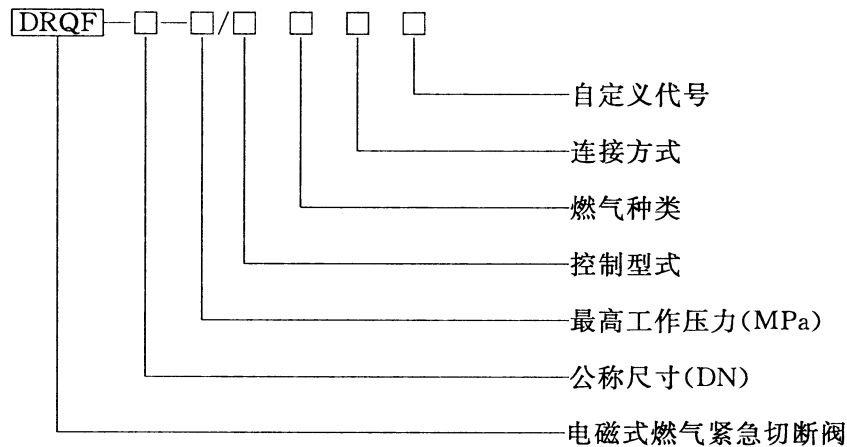 DRQF-□-□/□ □ □ □
自定义代号
连接方式
燃气种类
控制型式
最高工作压力(MPa)
公称尺寸(DN)
电磁式燃气紧急切断阀